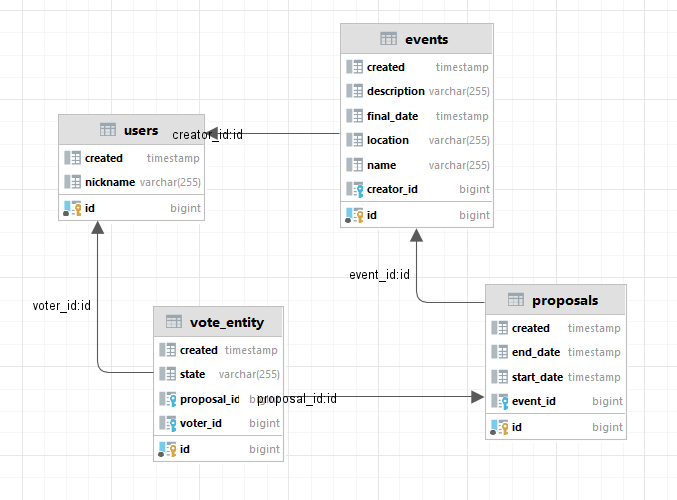 events
created timestamp
description varchar(255)
final_date timestamp
location varchar(255)
name varchar(255)
creator_id bigint
id bigint
users
created timestamp
nickname varchar(255)
id bigint
creator_id:id
event_id:id
voter_id:id
proposals
created timestamp
end_date timestamp
start_date timestamp
event_id bigint
id bigint
vote_entity
created timestamp
state varchar(255)
proposal_id bigint
voter_id bigint
id bigint
proposal_id:id